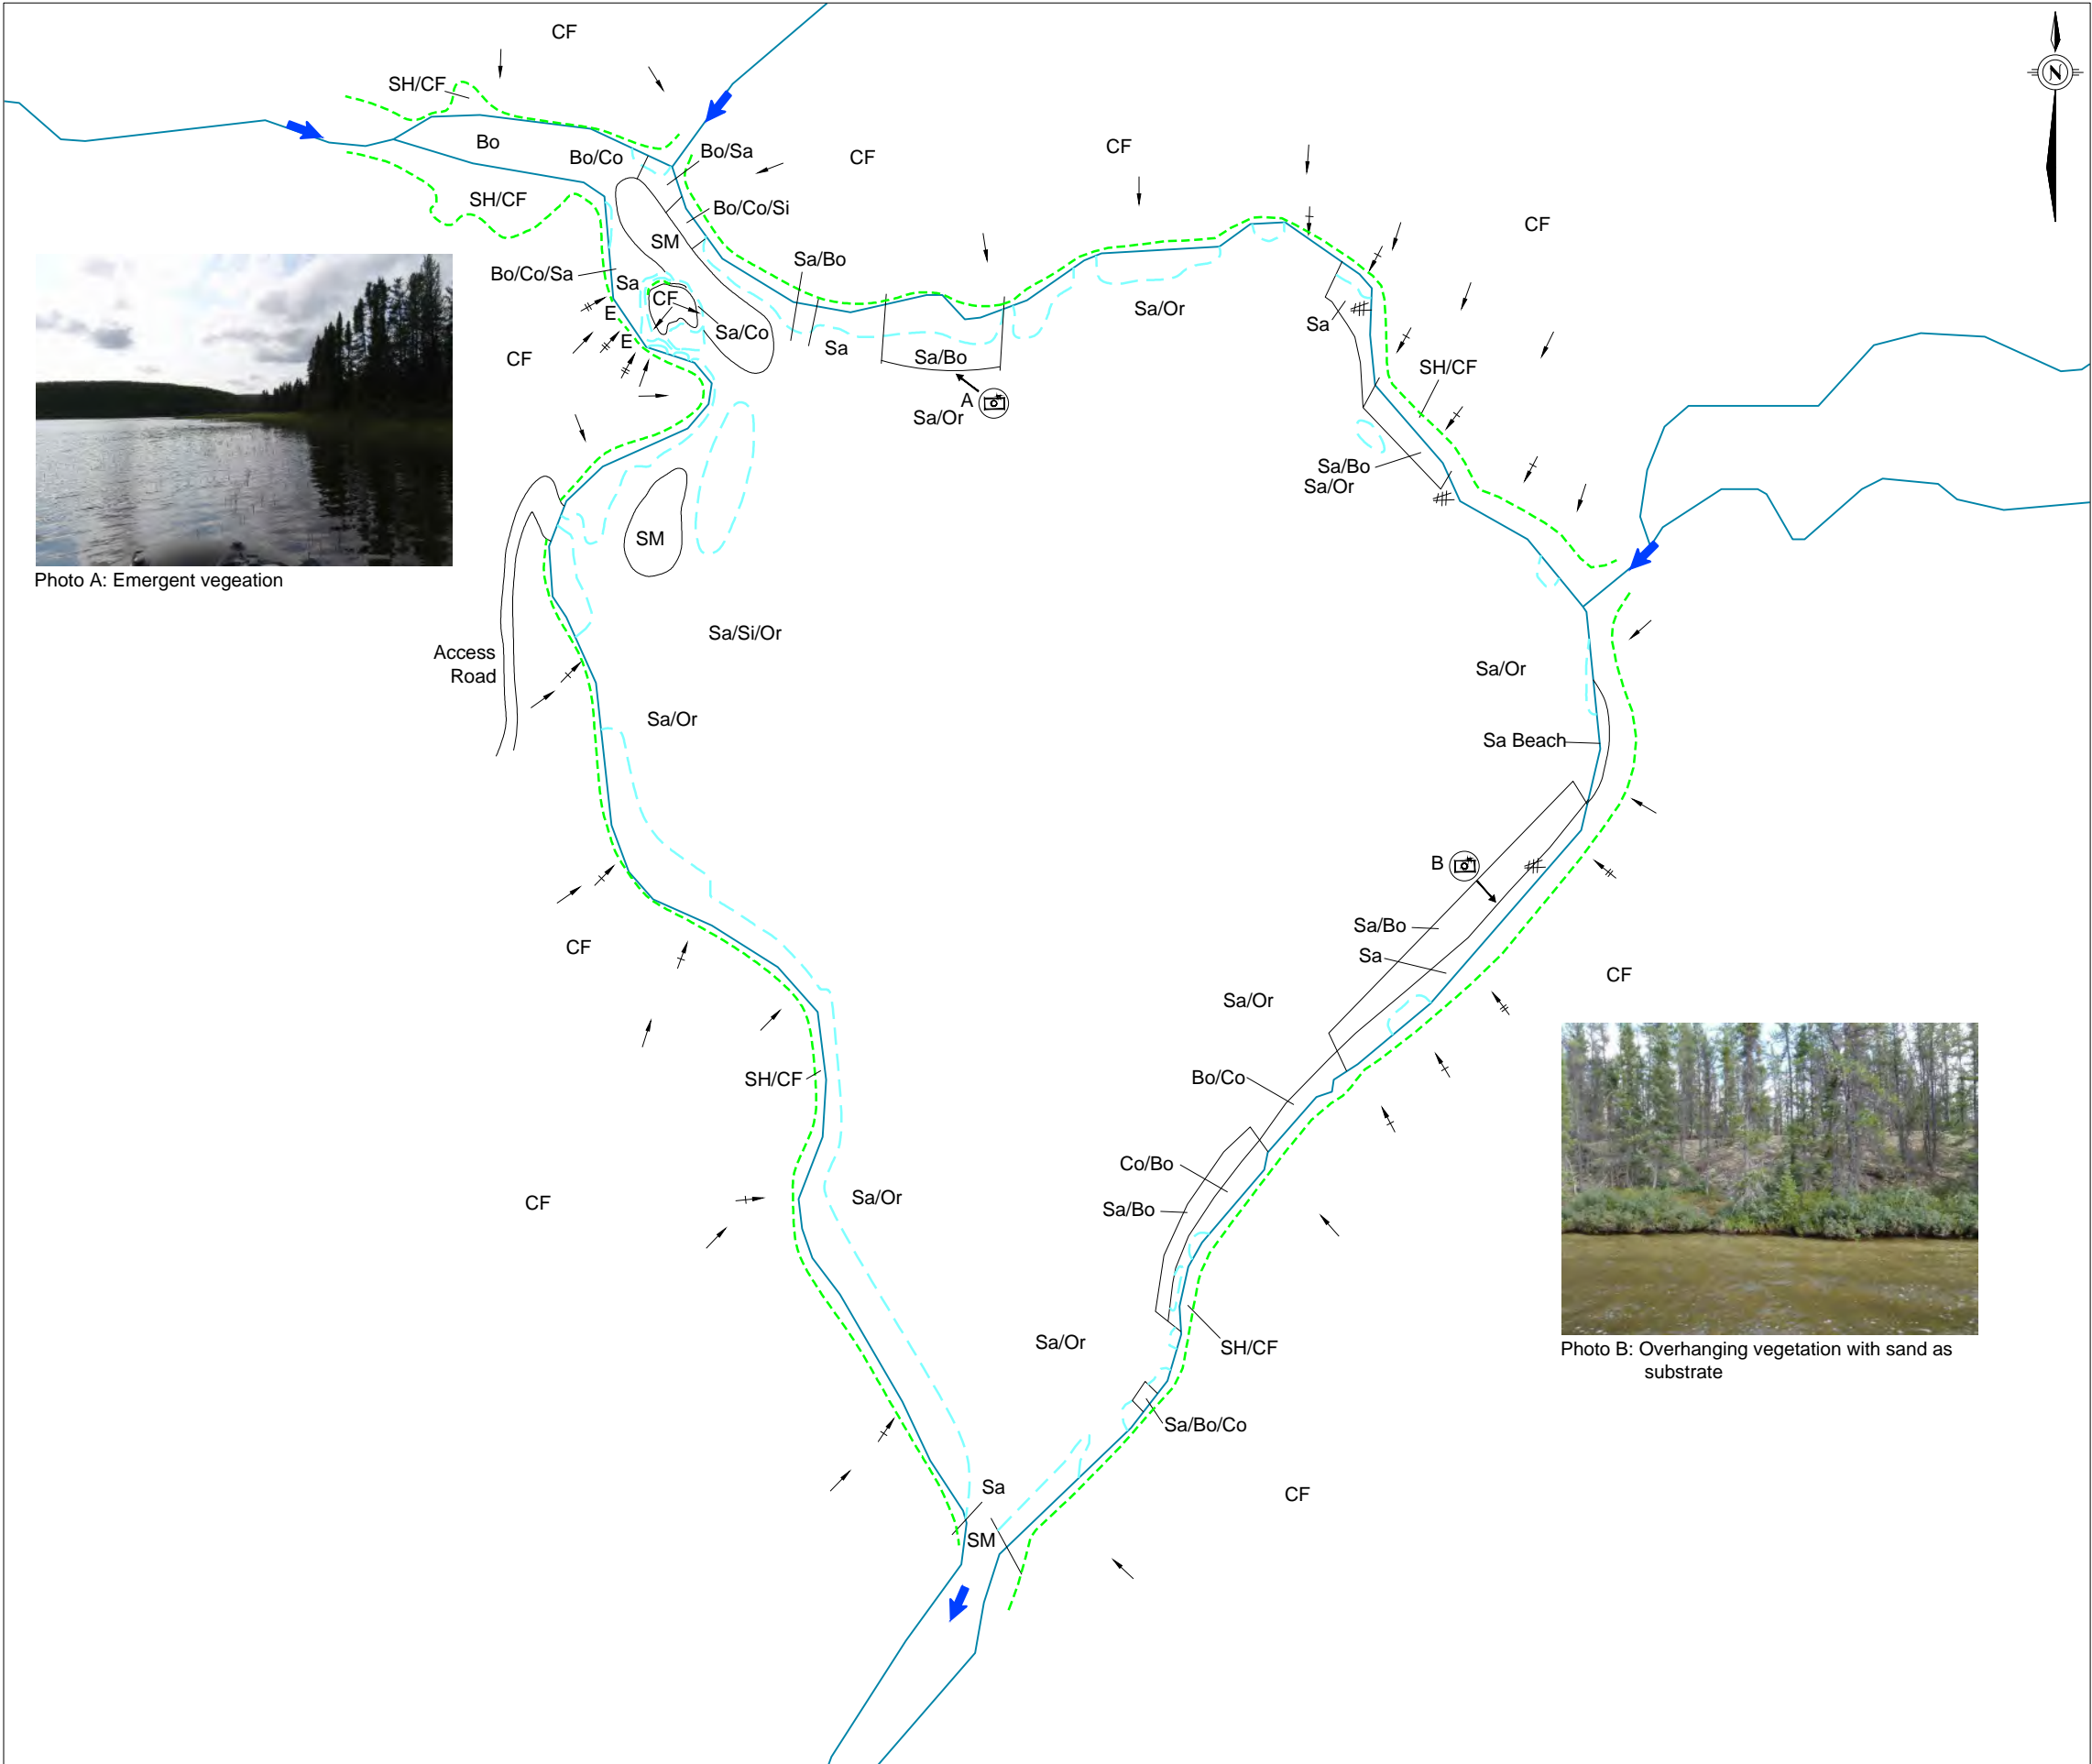 CF
SH/CF
N
Bo
Bo/Co
Bo/Sa
CF
CF
SH/CF
Bo/Co/Si
CF
SM
Sa/Bo
Bo/Co/Sa
Sa
CF
Sa/Or
E
Sa/Co
Sa
E
Sa
CF
Sa/Bo
SH/CF
A
Sa/Or
Sa/Bo
Sa/Or
SM
Photo A: Emergent vegeation
Sa/Si/Or
Access
Road
Sa/Or
Sa/Or
Sa Beach
B
Sa/Bo
CF
Sa
CF
Sa/Or
SH/CF
Bo/Co
Co/Bo
CF
Sa/Or
Sa/Bo
Sa/Or
SH/CF
Photo B: Overhanging vegetation with sand as
substrate
Sa/Bo/Co
Sa
CF
SM